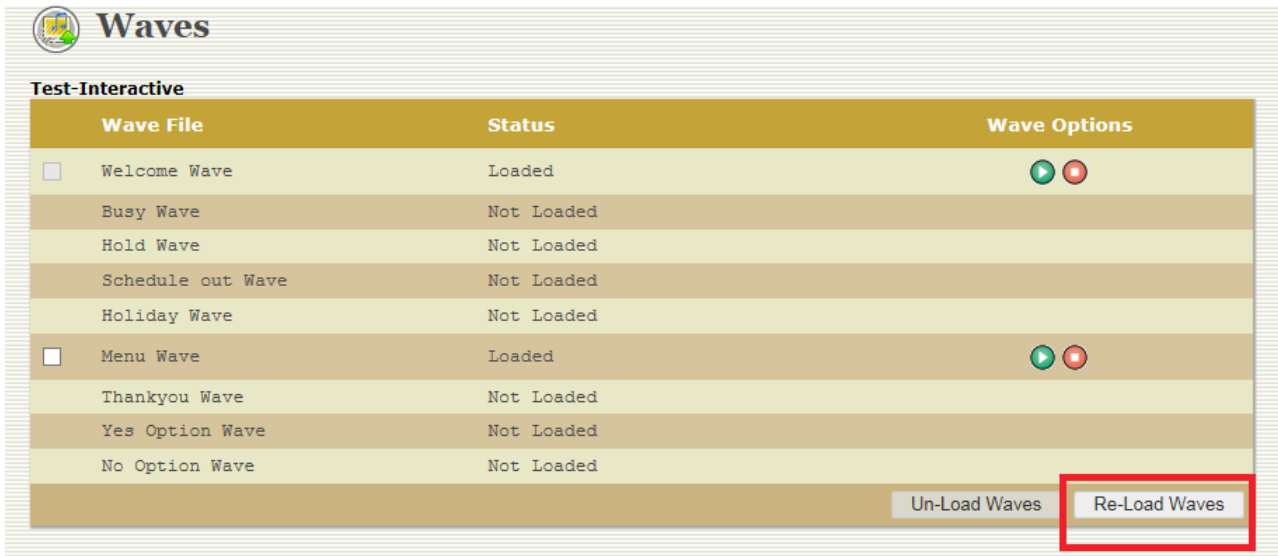 Waves
Test-Interactive
Wave File Status Wave Options
Welcome Wave Loaded
Busy Wave Not Loaded
Hold Wave Not Loaded
Schedule out Wave Not Loaded
Holiday Wave Not Loaded
Menu Wave Loaded
Thankyou Wave Not Loaded
Yes Option Wave Not Loaded
No Option Wave Not Loaded
Un-Load Waves Re-Load Waves